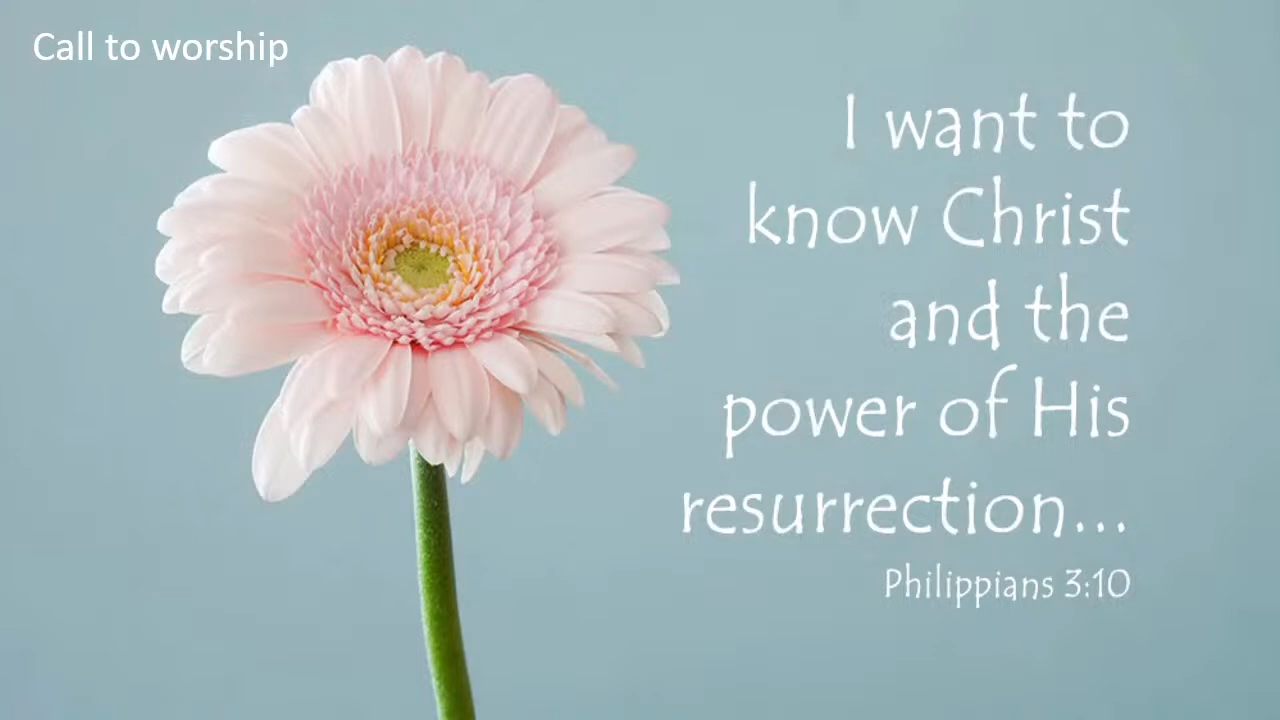 Call to worship
I want to
know Christ
and the
power of His
resurrection...
Philippians 3:10